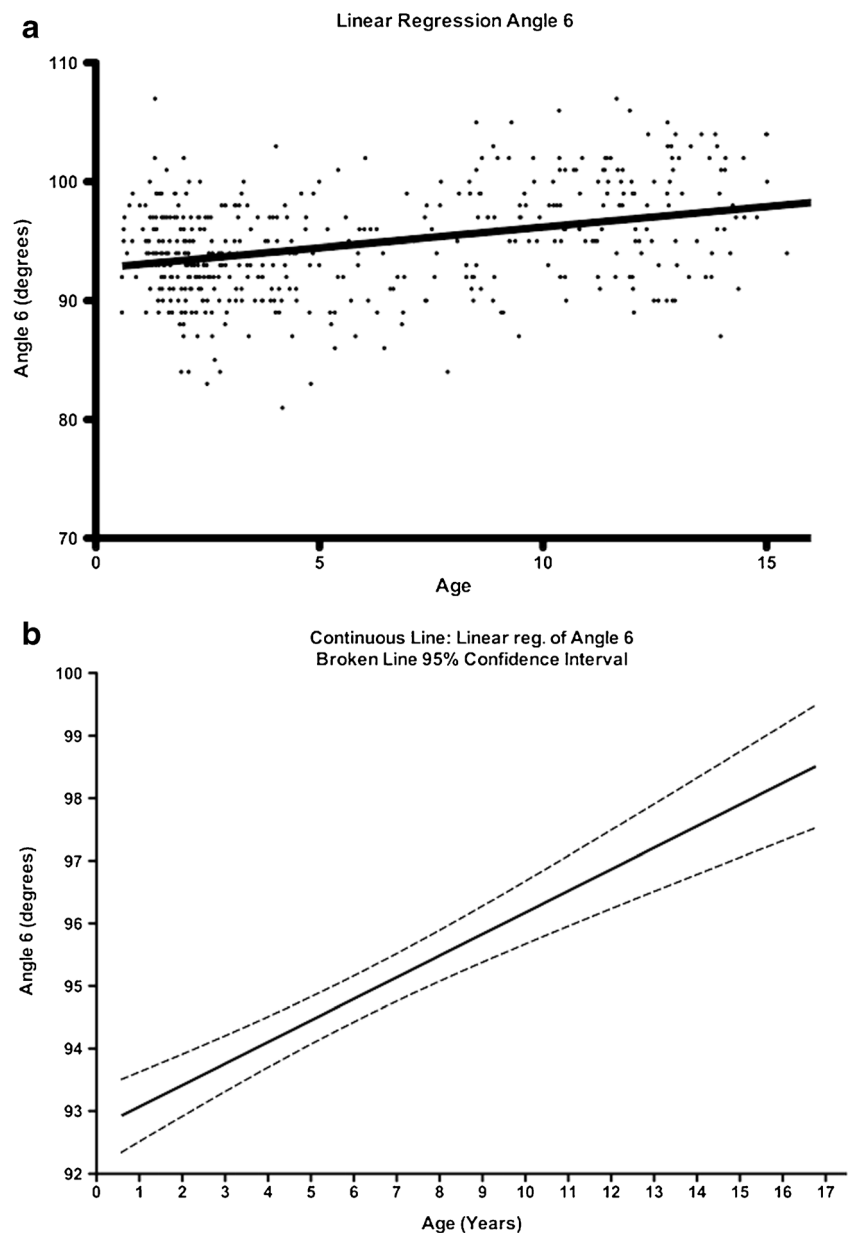 a
Linear Regression Angle 6
110
100
90
80
70
Angle 6 (degrees)
0 5 10 15
Age
b
Continuous Line: Linear reg. of Angle 6
Broken Line 95% Confidence Interval
100
99
98
97
96
95
94
93
92
Angle 6 (degrees)
0 1 2 3 4 5 6 7 8 9 10 11 12 13 14 15 16 17
Age (Years)